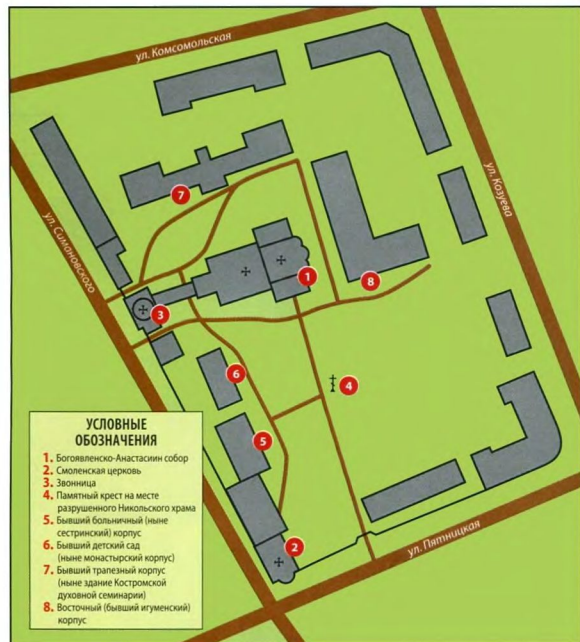 ул. Комсомольская
ул. Козуева
ул. Симановского
7
1
8
3
4
6
5
2
ул. Пятницкая
УСЛОВНЫЕ
ОБОЗНАЧЕНИЯ
1. Богоявленско-Анастасиин собор
2. Смоленская церковь
3. Звонница
4. Памятный крест на месте
разрушенного Никольского храма
5. Бывший больничный (ныне
сестринский) корпус
6. Бывший детский сад
(ныне монастырский корпус)
7. Бывший трапезный корпус
(ныне здание Костромской
духовной семинарии)
8. Восточный (бывший игуменский)
корпус